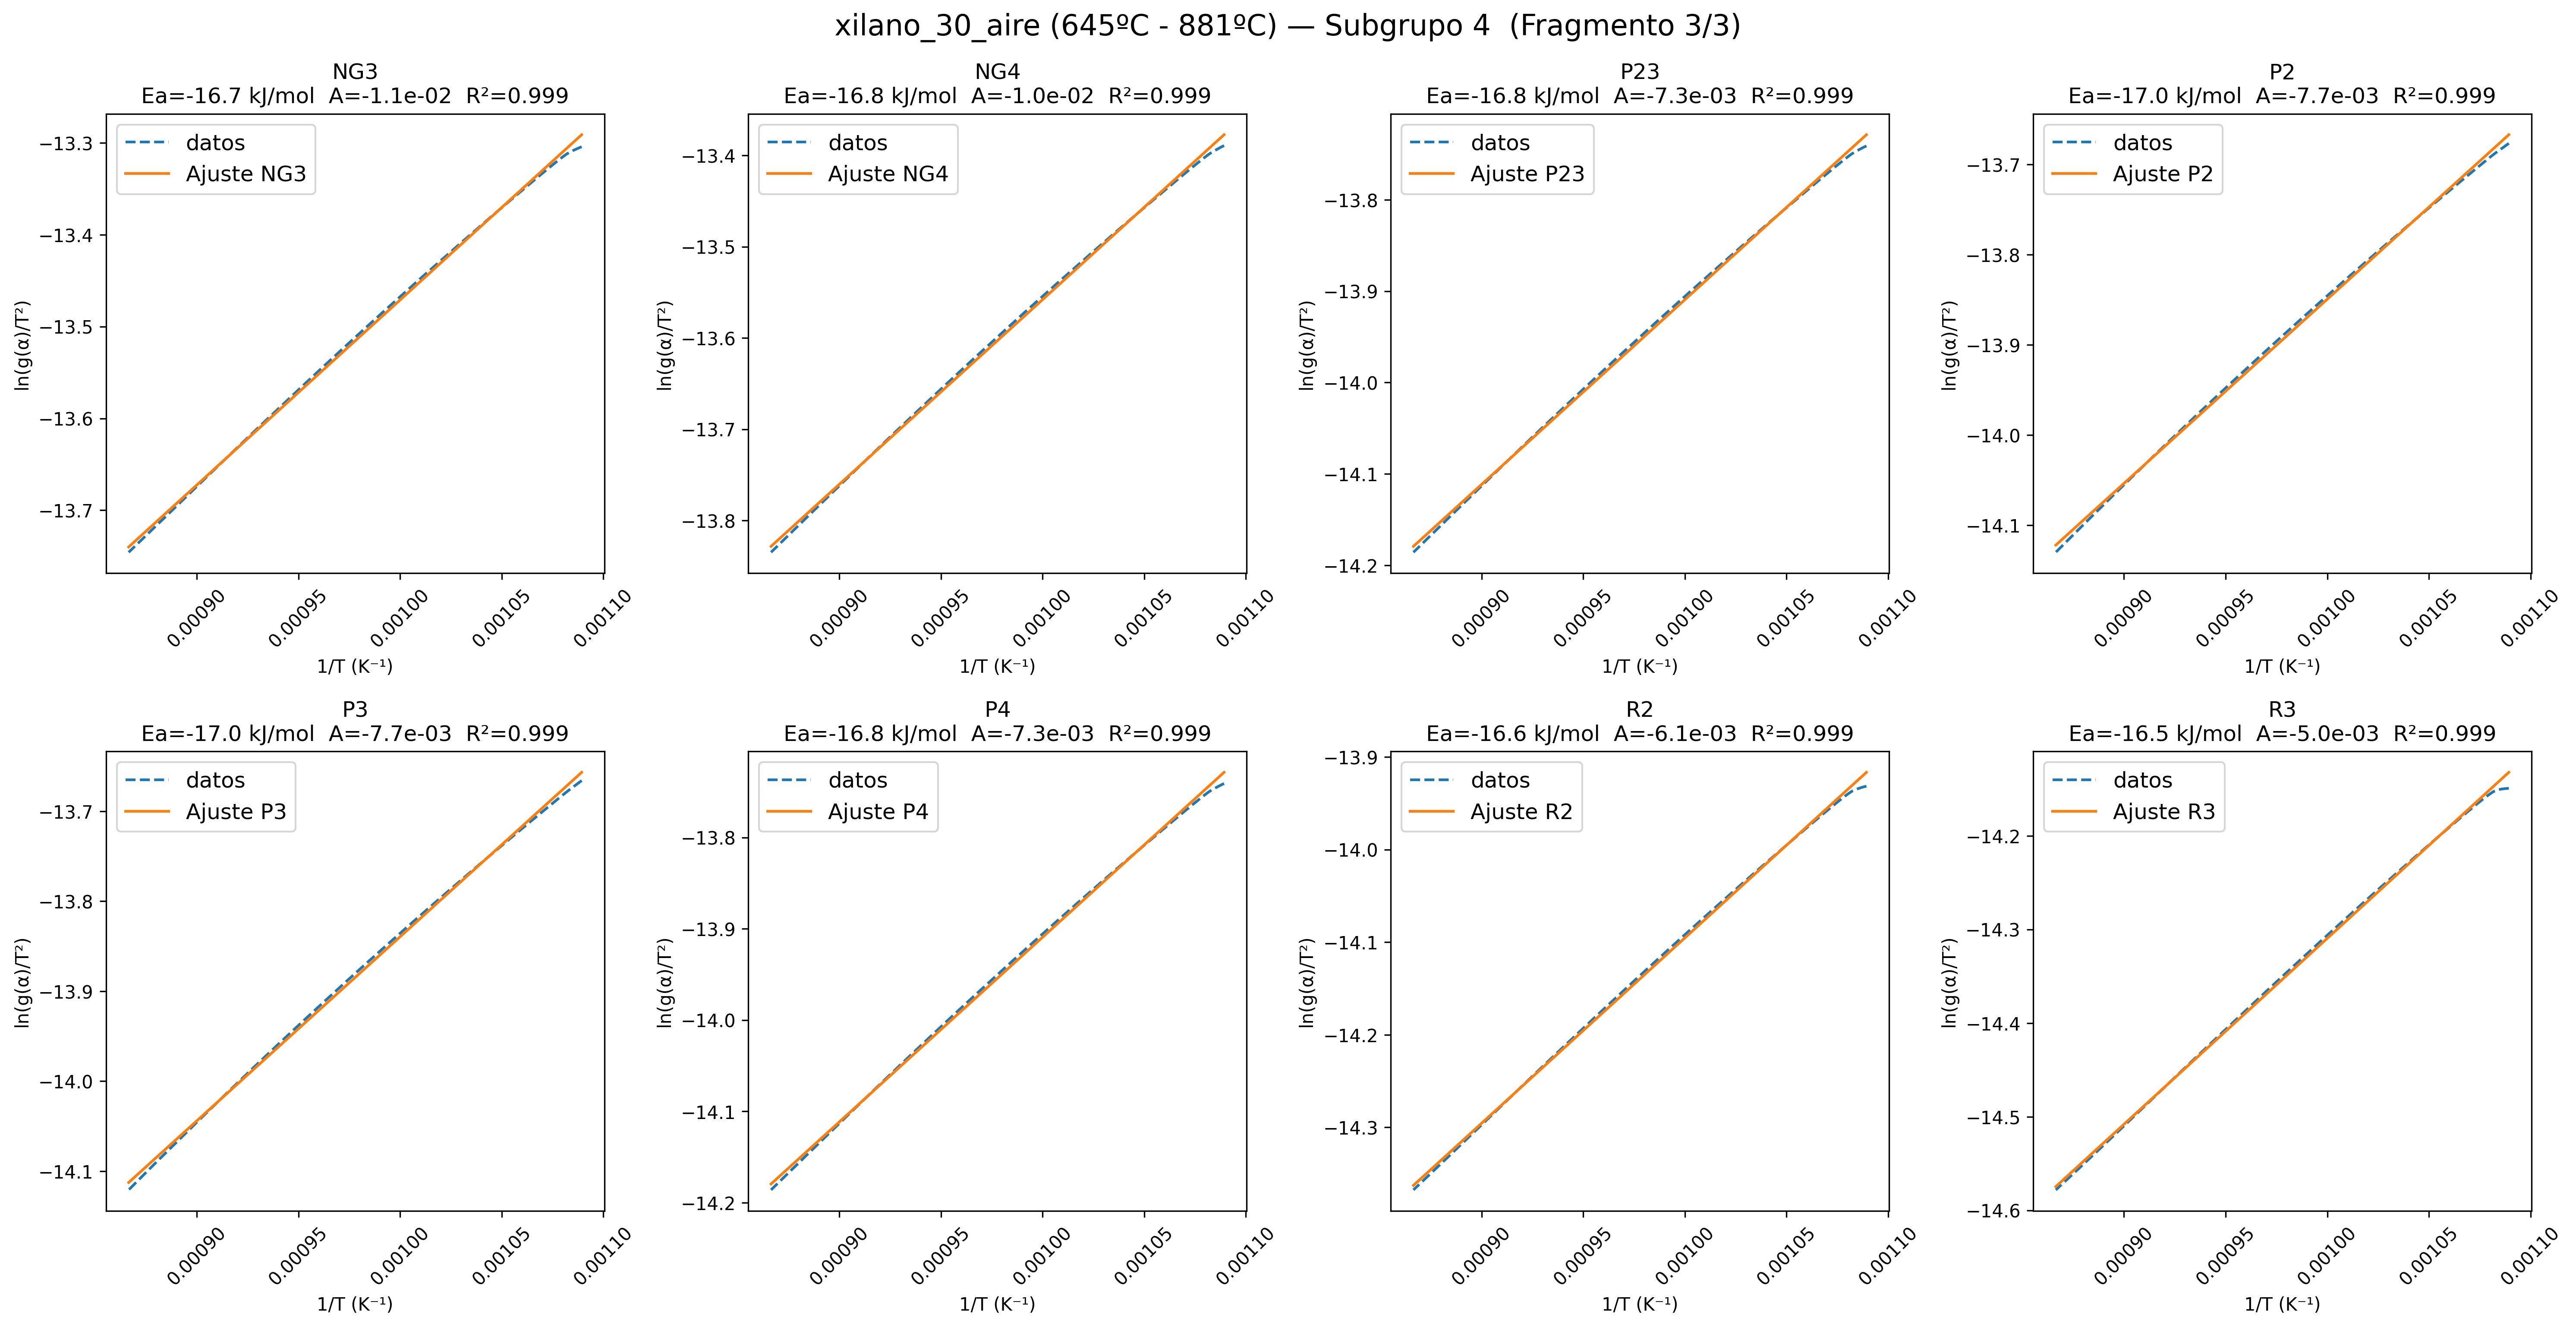 xilano_30_aire (645ºC - 881ºC) — Subgrupo 4  (Fragmento 3/3)
NG3
Ea=-16.7 kJ/mol  A=-1.1e-02  R²=0.999
datos
Ajuste NG3
−13.3
−13.4
−13.5
−13.6
−13.7
ln(g(α)/T²)
0.00090
0.00095
0.00100
0.00105
0.00110
1/T (K⁻¹)
NG4
Ea=-16.8 kJ/mol  A=-1.0e-02  R²=0.999
datos
Ajuste NG4
−13.4
−13.5
−13.6
−13.7
−13.8
ln(g(α)/T²)
0.00090
0.00095
0.00100
0.00105
0.00110
1/T (K⁻¹)
P23
Ea=-16.8 kJ/mol  A=-7.3e-03  R²=0.999
datos
Ajuste P23
−13.8
−13.9
−14.0
−14.1
−14.2
ln(g(α)/T²)
0.00090
0.00095
0.00100
0.00105
0.00110
1/T (K⁻¹)
P2
Ea=-17.0 kJ/mol  A=-7.7e-03  R²=0.999
datos
Ajuste P2
−13.7
−13.8
−13.9
−14.0
−14.1
ln(g(α)/T²)
0.00090
0.00095
0.00100
0.00105
0.00110
1/T (K⁻¹)
P3
Ea=-17.0 kJ/mol  A=-7.7e-03  R²=0.999
datos
Ajuste P3
−13.7
−13.8
−13.9
−14.0
−14.1
ln(g(α)/T²)
0.00090
0.00095
0.00100
0.00105
0.00110
1/T (K⁻¹)
P4
Ea=-16.8 kJ/mol  A=-7.3e-03  R²=0.999
datos
Ajuste P4
−13.8
−13.9
−14.0
−14.1
−14.2
ln(g(α)/T²)
0.00090
0.00095
0.00100
0.00105
0.00110
1/T (K⁻¹)
R2
Ea=-16.6 kJ/mol  A=-6.1e-03  R²=0.999
datos
Ajuste R2
−13.9
−14.0
−14.1
−14.2
−14.3
ln(g(α)/T²)
0.00090
0.00095
0.00100
0.00105
0.00110
1/T (K⁻¹)
R3
Ea=-16.5 kJ/mol  A=-5.0e-03  R²=0.999
datos
Ajuste R3
−14.2
−14.3
−14.4
−14.5
−14.6
ln(g(α)/T²)
0.00090
0.00095
0.00100
0.00105
0.00110
1/T (K⁻¹)